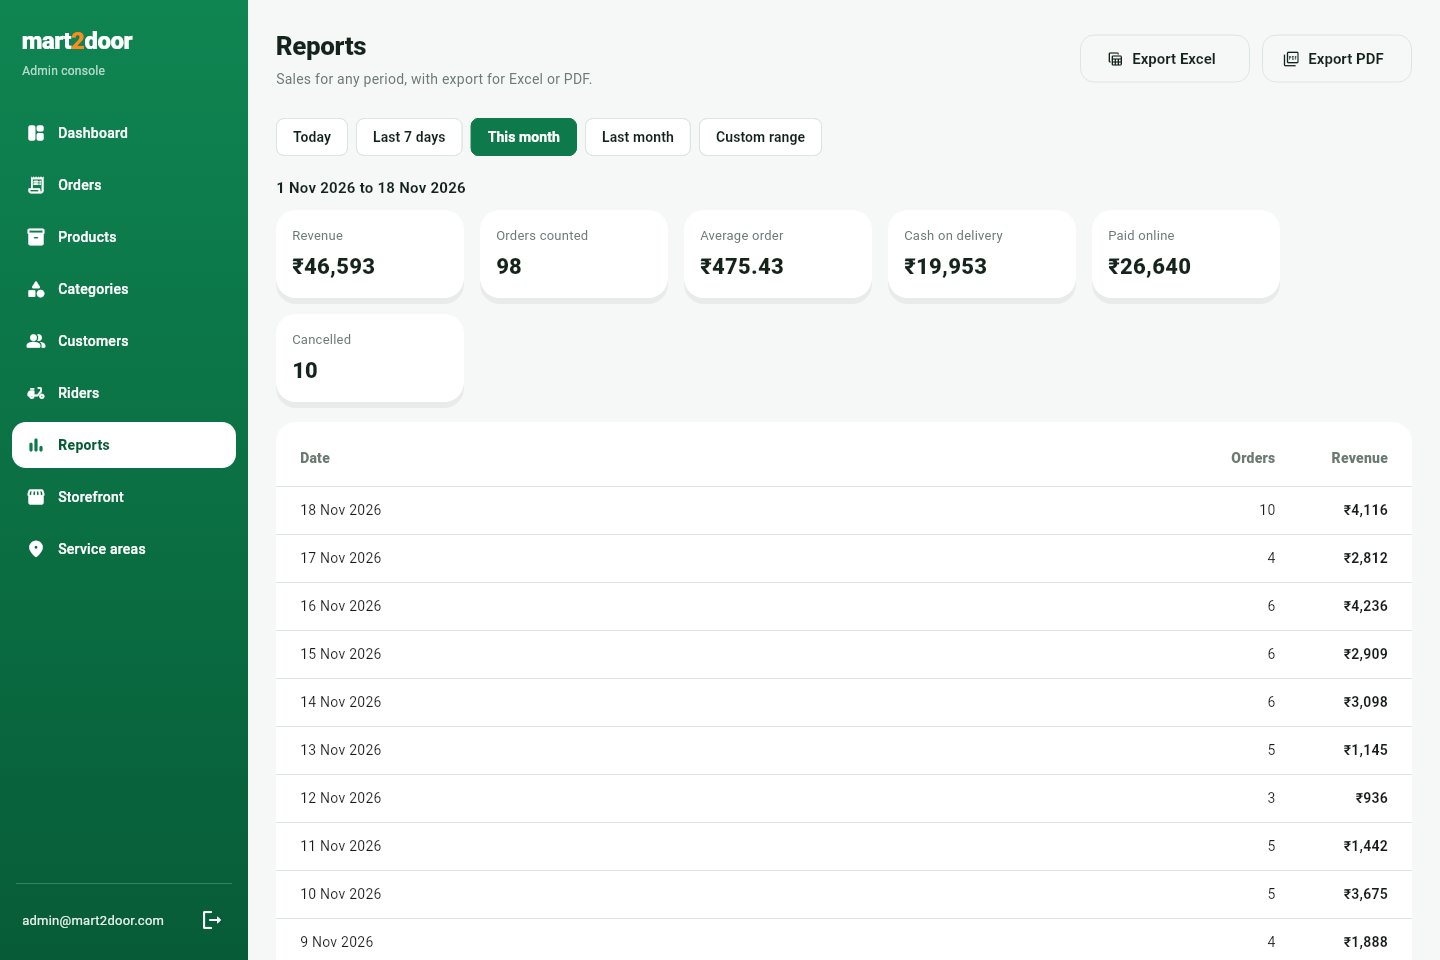 mart2door
Admin console
Dashboard
Orders
Products
Categories
Customers
Riders
Reports
Storefront
Service areas
admin@mart2door.com
Reports
Sales for any period, with export for Excel or PDF.
Export Excel
Export PDF
Today
Last 7 days
This month
Last month
Custom range
1 Nov 2026 to 18 Nov 2026
Revenue
₹46,593
Orders counted
98
Average order
₹475.43
Cash on delivery
₹19,953
Paid online
₹26,640
Cancelled
10
Date Orders Revenue
18 Nov 2026 10 ₹4,116
17 Nov 2026 4 ₹2,812
16 Nov 2026 6 ₹4,236
15 Nov 2026 6 ₹2,909
14 Nov 2026 6 ₹3,098
13 Nov 2026 5 ₹1,145
12 Nov 2026 3 ₹936
11 Nov 2026 5 ₹1,442
10 Nov 2026 5 ₹3,675
9 Nov 2026 4 ₹1,888